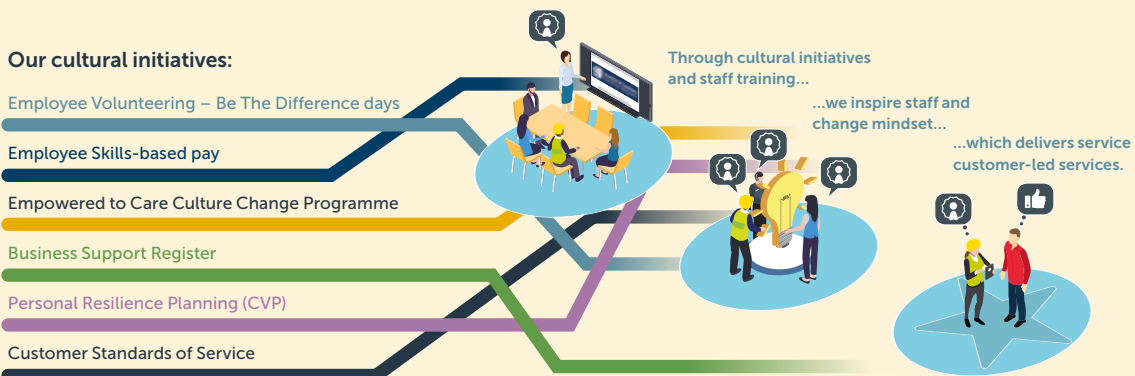 Our cultural initiatives:
Employee Volunteering – Be The Difference days
Employee Skills-based pay
Empowered to Care Culture Change Programme
Business Support Register
Personal Resilience Planning (CVP)
Customer Standards of Service
Through cultural initiatives
and staff training...
...we inspire staff and
change mindset...
...which delivers service
customer-led services.